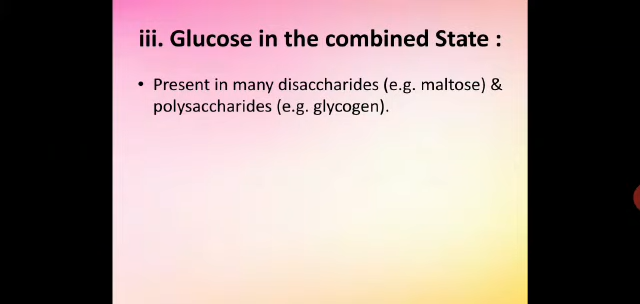 iii. Glucose in the combined State :
• Present in many disaccharides (e.g. maltose) &
polysaccharides (e.g. glycogen).